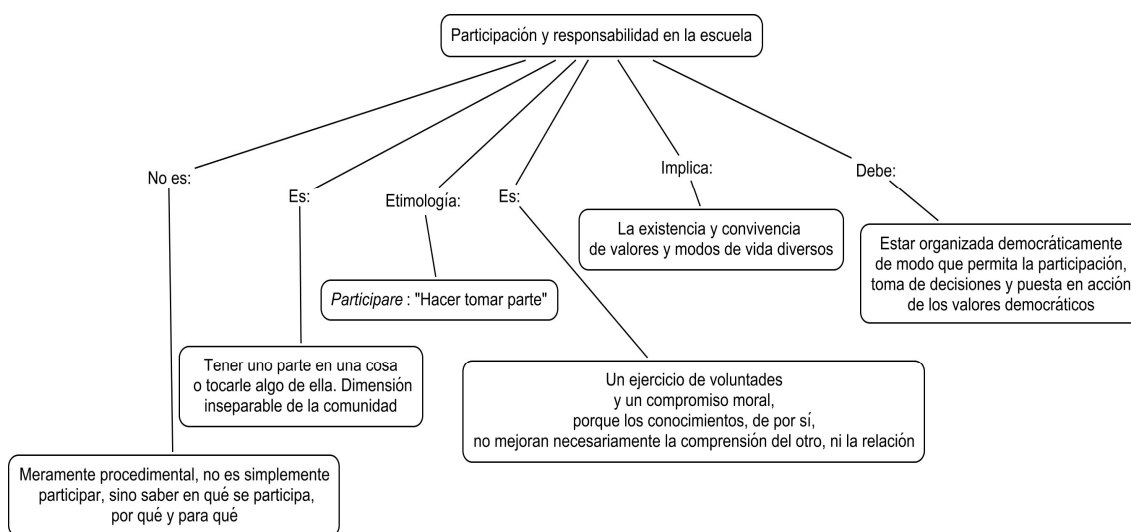 Participación y responsabilidad en la escuela
No es:
Meramente procedimental, no es simplemente
participar, sino saber en qué se participa,
por qué y para qué
Es:
Tener uno parte en una cosa
o tocarle algo de ella. Dimensión
inseparable de la comunidad
Etimología:
Participare : "Hacer tomar parte"
Es:
Un ejercicio de voluntades
y un compromiso moral,
porque los conocimientos, de por sí,
no mejoran necesariamente la comprensión del otro, ni la relación
Implica:
La existencia y convivencia
de valores y modos de vida diversos
Debe:
Estar organizada democráticamente
de modo que permita la participación,
toma de decisiones y puesta en acción
de los valores democráticos